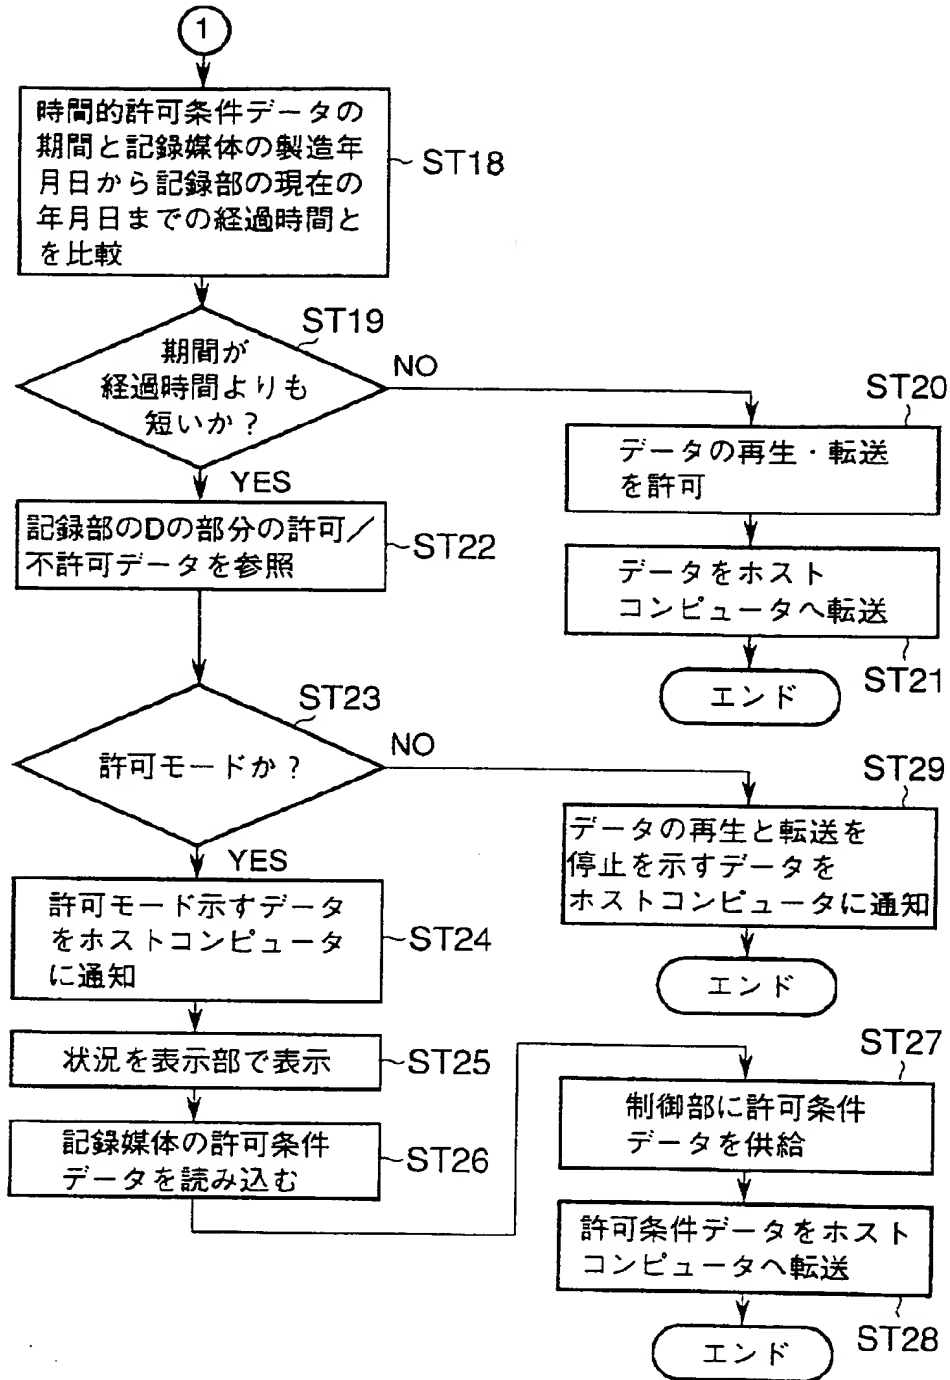 1
時間的許可条件データの
期間と記録媒体の製造年
月日から記録部の現在の
年月日までの経過時間と
を比較
ST18
ST19
期間が
経過時間よりも
短いか?
NO
YES
ST20
データの再生・転送
を許可
データをホスト
コンピュータへ転送
ST21
エンド
記録部のDの部分の許可/
不許可データを参照
ST22
ST23
許可モードか?
NO
YES
ST29
データの再生と転送を
停止を示すデータを
ホストコンピュータに通知
エンド
許可モード示すデータ
をホストコンピュータ
に通知
ST24
状況を表示部で表示
ST25
記録媒体の許可条件
データを読み込む
ST26
ST27
制御部に許可条件
データを供給
許可条件データをホスト
コンピュータへ転送
ST28
エンド